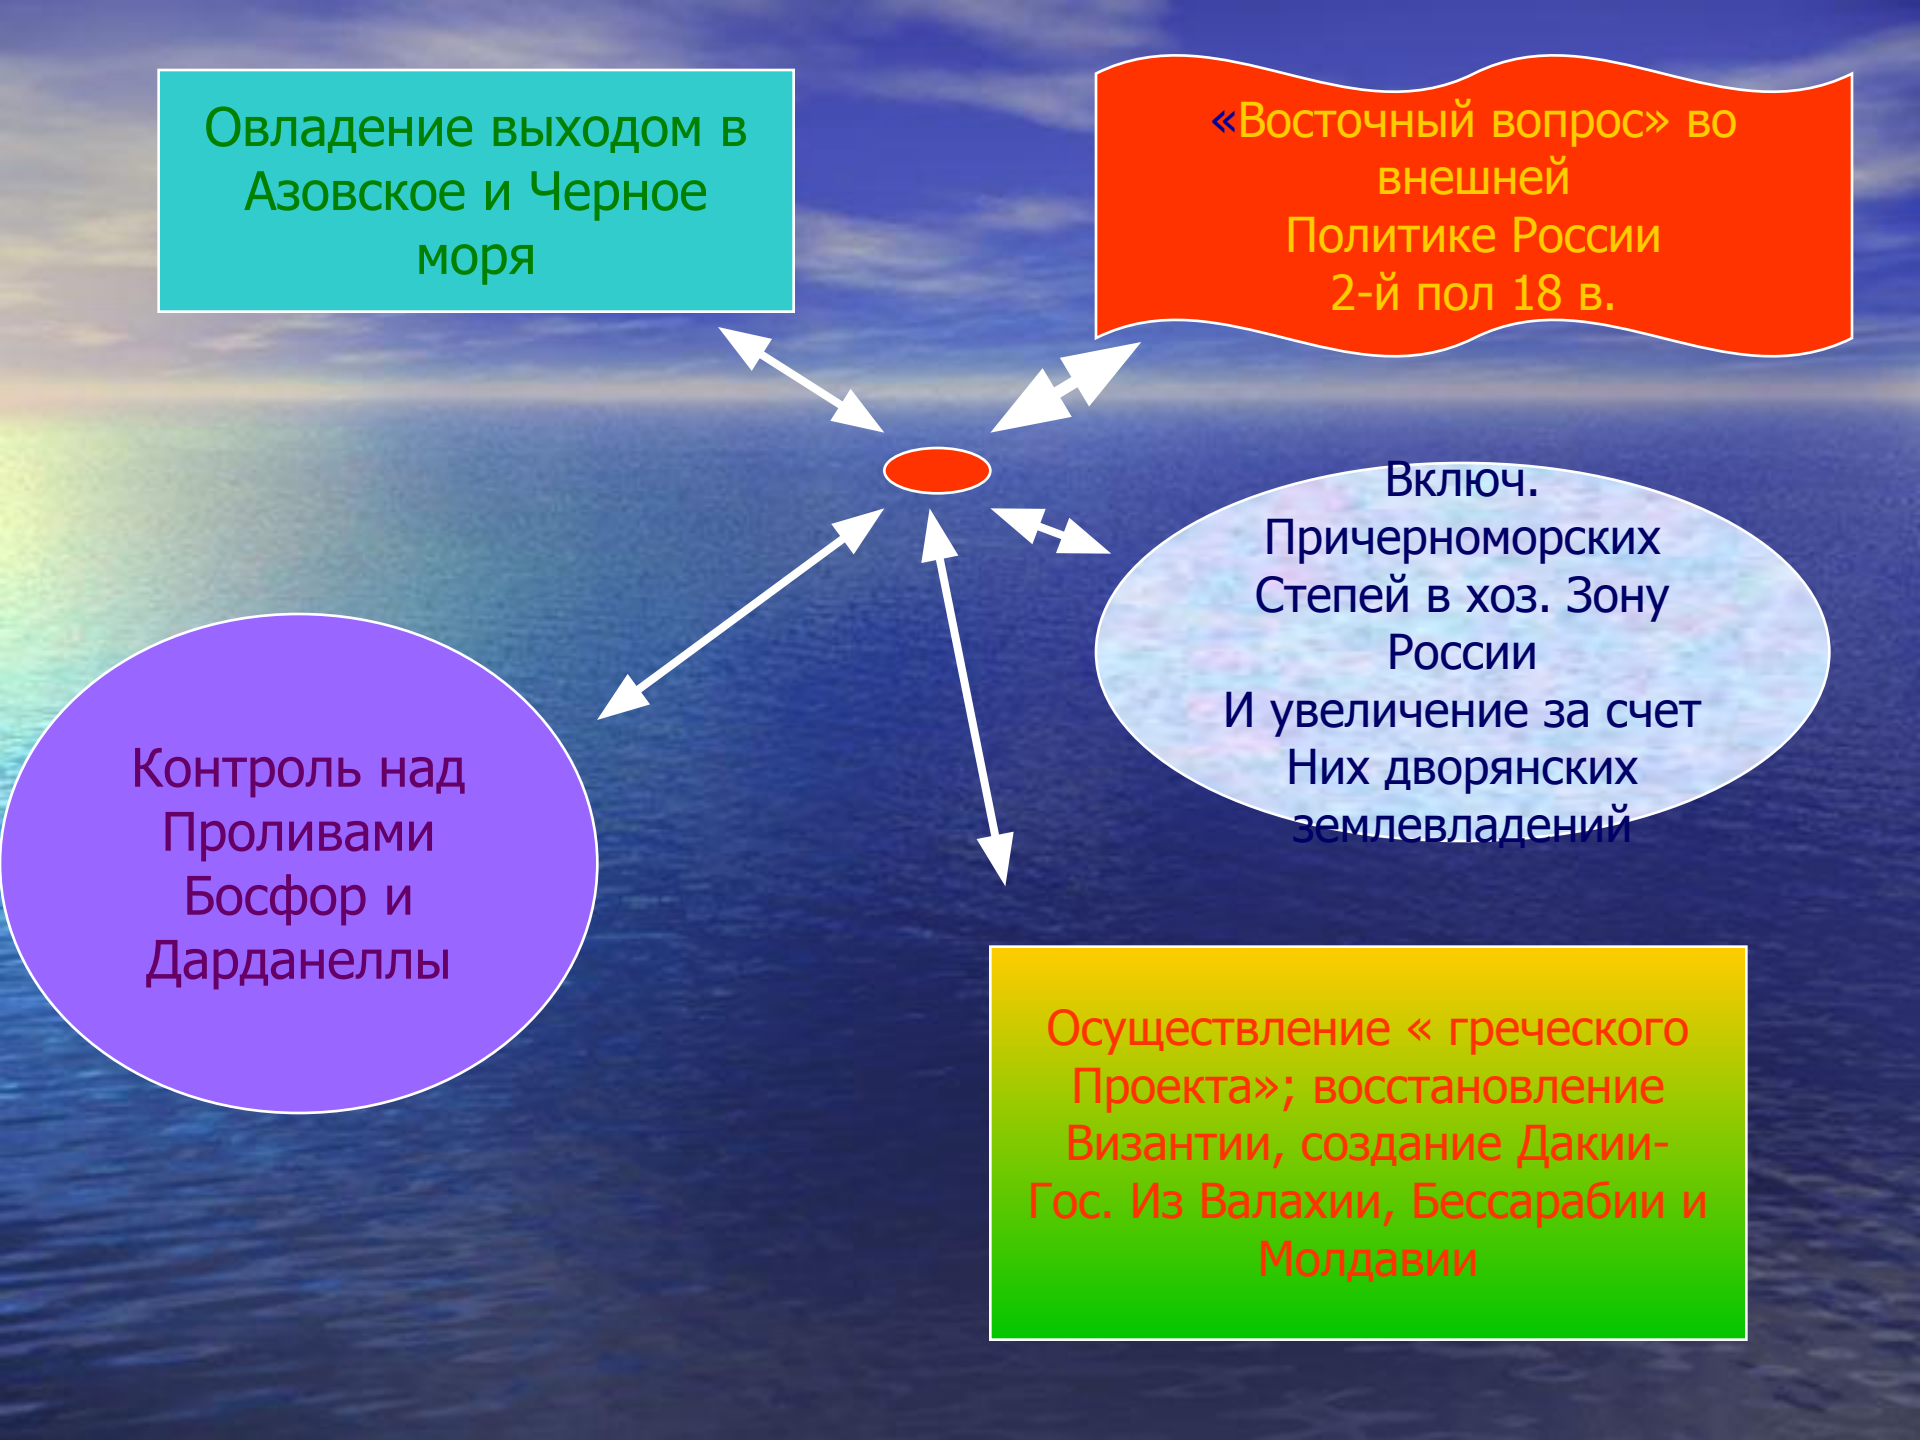 Овладение выходом в
Азовское и Черное
моря
«Восточный вопрос» во
внешней
Политике России
2-й пол 18 в.
Включ.
Причерноморских
Степей в хоз. Зону
России
И увеличение за счет
Них дворянских
землевладений
Контроль над
Проливами
Босфор и
Дарданеллы
Осуществление « греческого
Проекта»; восстановление
Византии, создание Дакии-
Гос. Из Валахии, Бессарабии и
Молдавии